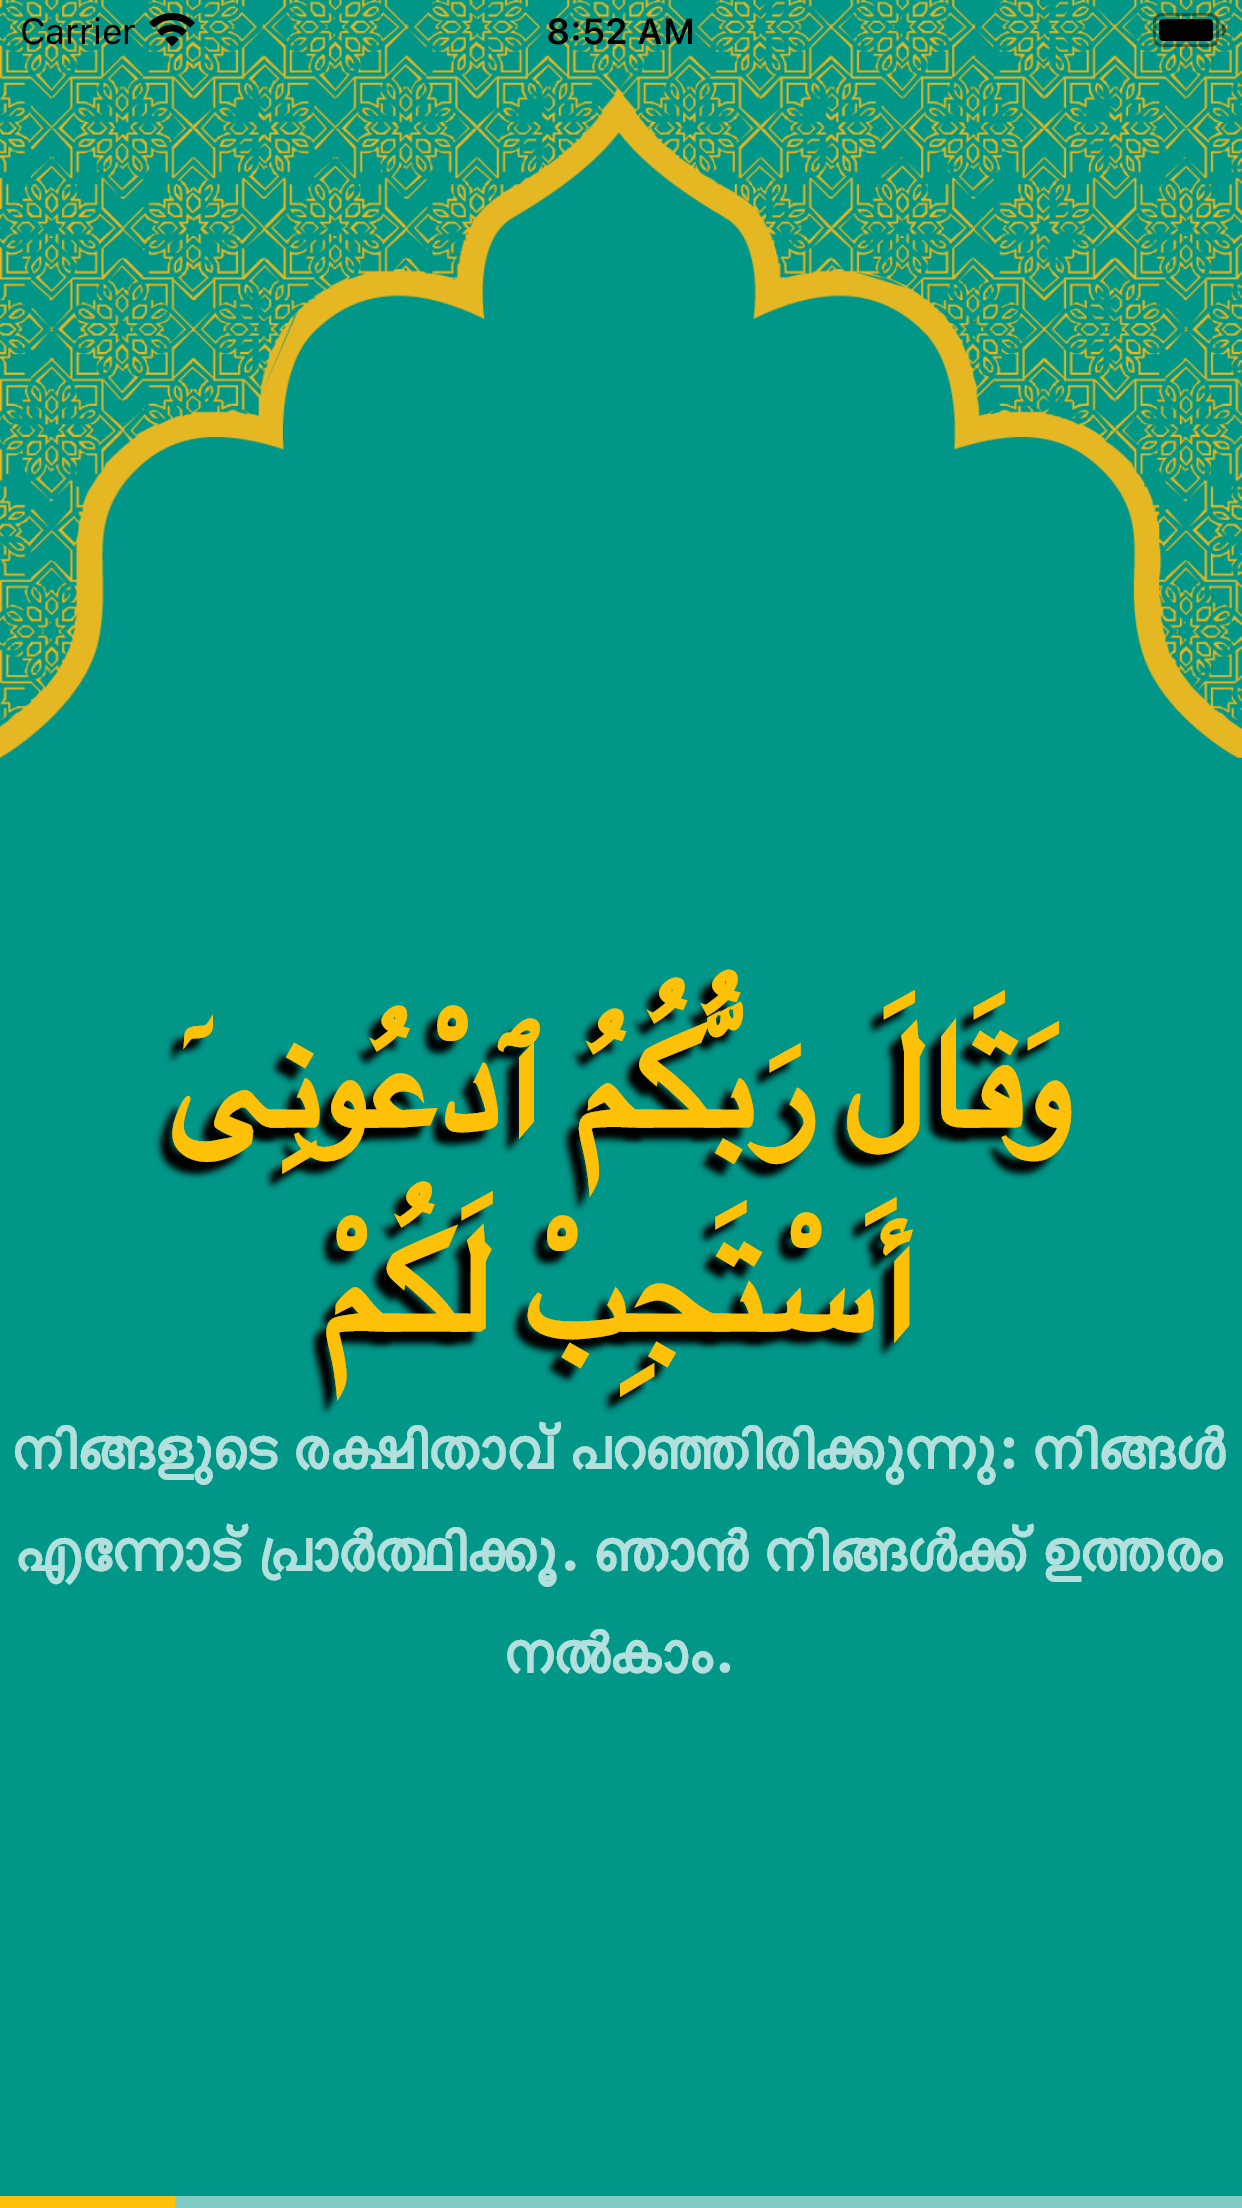 Carrier 8:52 AM
وَقَالَ رَبُّكُمُ ٱدْعُونِىٓ
أَسْتَجِبْ لَكُمْ
നിങ്ങളുടെ രക്ഷിതാവ് പറഞ്ഞിരിക്കുന്നു: നിങ്ങൾ
എന്നോട് പ്രാർത്ഥിക്കൂ. ഞാൻ നിങ്ങൾക്ക് ഉത്തരം
നൽകാം.